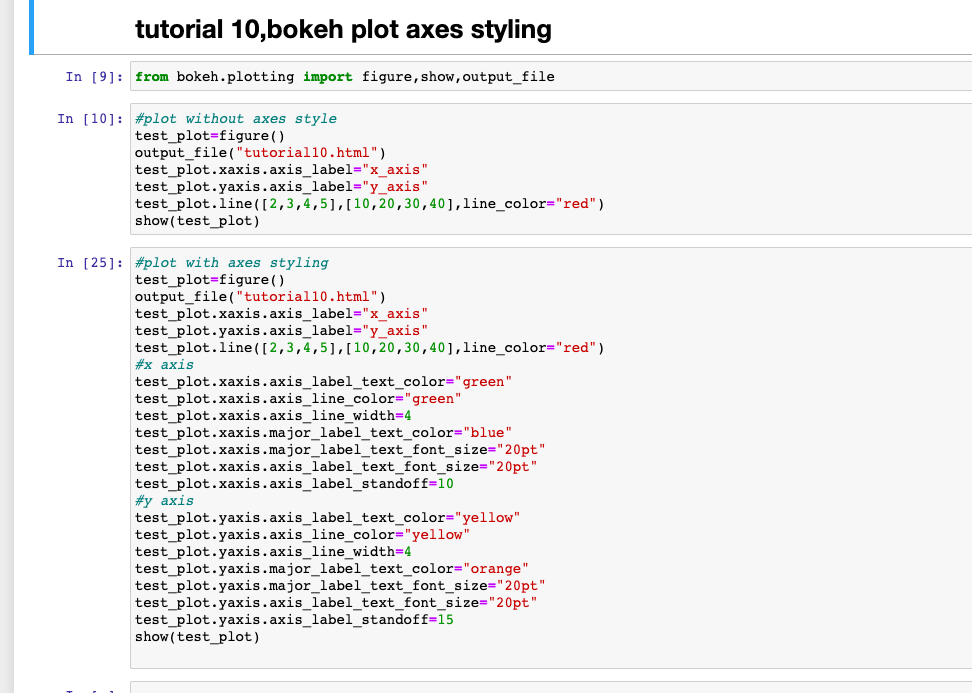 tutorial 10,bokeh plot axes styling
In [9]: from bokeh.plotting import figure,show,output_file
In [10]: #plot without axes style
test_plot=figure()
output_file("tutorial10.html")
test_plot.xaxis.axis_label="x_axis"
test_plot.yaxis.axis_label="y_axis"
test_plot.line([2,3,4,5],[10,20,30,40],line_color="red")
show(test_plot)
In [25]: #plot with axes styling
test_plot=figure()
output_file("tutorial10.html")
test_plot.xaxis.axis_label="x_axis"
test_plot.yaxis.axis_label="y_axis"
test_plot.line([2,3,4,5],[10,20,30,40],line_color="red")
#x axis
test_plot.xaxis.axis_label_text_color="green"
test_plot.xaxis.axis_line_color="green"
test_plot.xaxis.axis_line_width=4
test_plot.xaxis.major_label_text_color="blue"
test_plot.xaxis.major_label_text_font_size="20pt"
test_plot.xaxis.axis_label_text_font_size="20pt"
test_plot.xaxis.axis_label_standoff=10
#y axis
test_plot.yaxis.axis_label_text_color="yellow"
test_plot.yaxis.axis_line_color="yellow"
test_plot.yaxis.axis_line_width=4
test_plot.yaxis.major_label_text_color="orange"
test_plot.yaxis.major_label_text_font_size="20pt"
test_plot.yaxis.axis_label_text_font_size="20pt"
test_plot.yaxis.axis_label_standoff=15
show(test_plot)